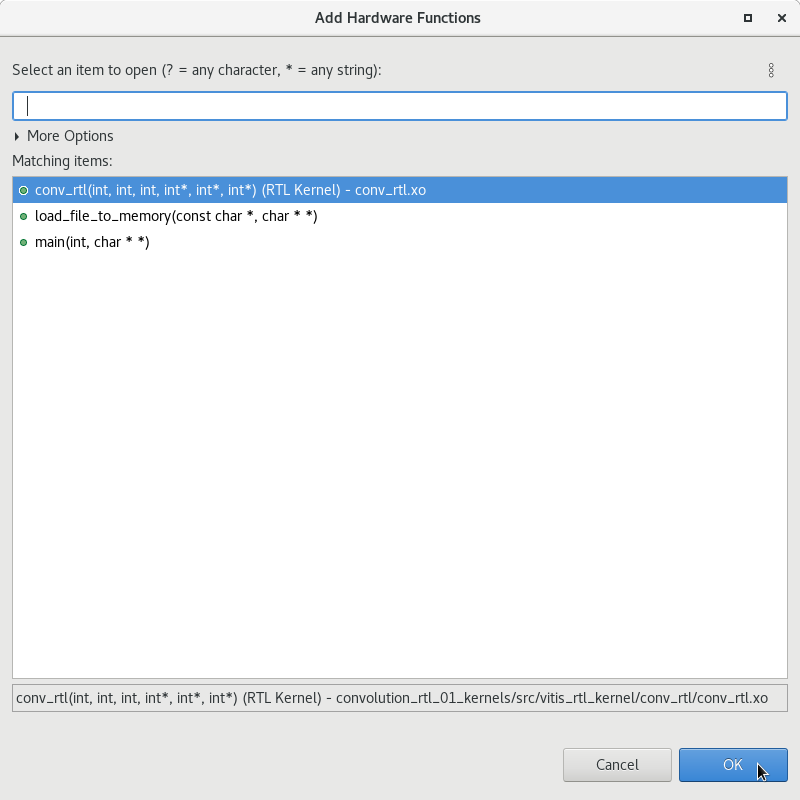 Add Hardware Functions
Select an item to open (? = any character, * = any string):
More Options
Matching items:
conv_rtl(int, int, int, int*, int*, int*) (RTL Kernel) - conv_rtl.xo
load_file_to_memory(const char *, char * *)
main(int, char * *)
conv_rtl(int, int, int, int*, int*, int*) (RTL Kernel) - convolution_rtl_01_kernels/src/vitis_rtl_kernel/conv_rtl/conv_rtl.xo
Cancel
OK